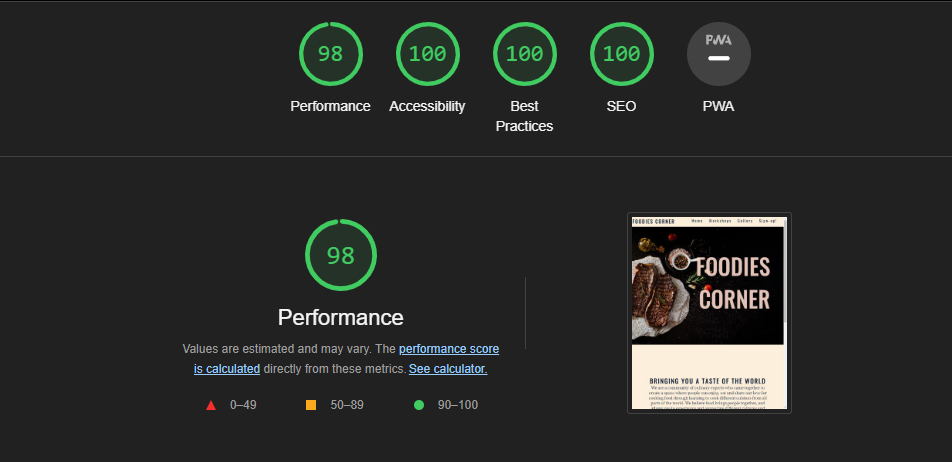 98
100
100
100
PWA
Performance
Accessibility
Best
Practices
SEO
PWA
98
Performance
Values are estimated and may vary. The performance score
is calculated directly from these metrics. See calculator.
0–49
50–89
90–100
FOODIES CORNER
Home Workshops Gallery Sign-up!
FOODIES
CORNER
BRINGING YOU A TASTE OF THE WORLD